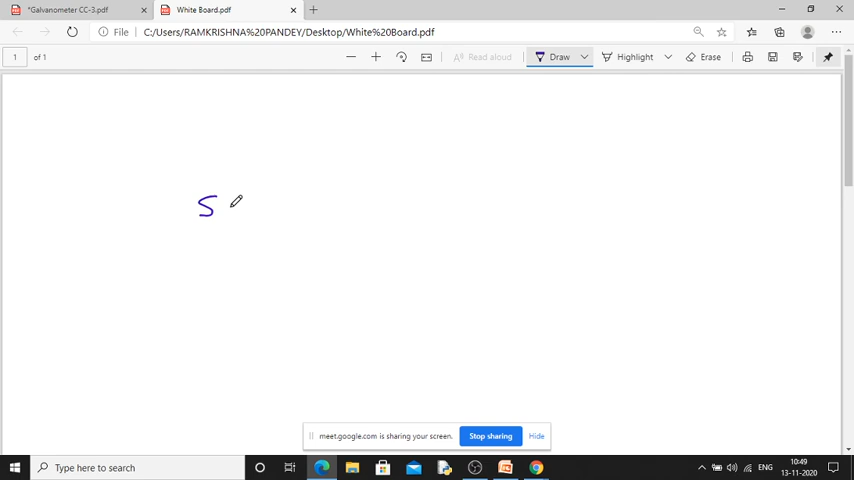 *Galvanometer CC-3.pdf
White Board.pdf
File C:/Users/RAMKRISHNA%20PANDEY/Desktop/White%20Board.pdf
1 of 1 Read aloud Draw Highlight Erase
S
meet.google.com is sharing your screen. Stop sharing Hide
Type here to search
ENG
10:49
13-11-2020